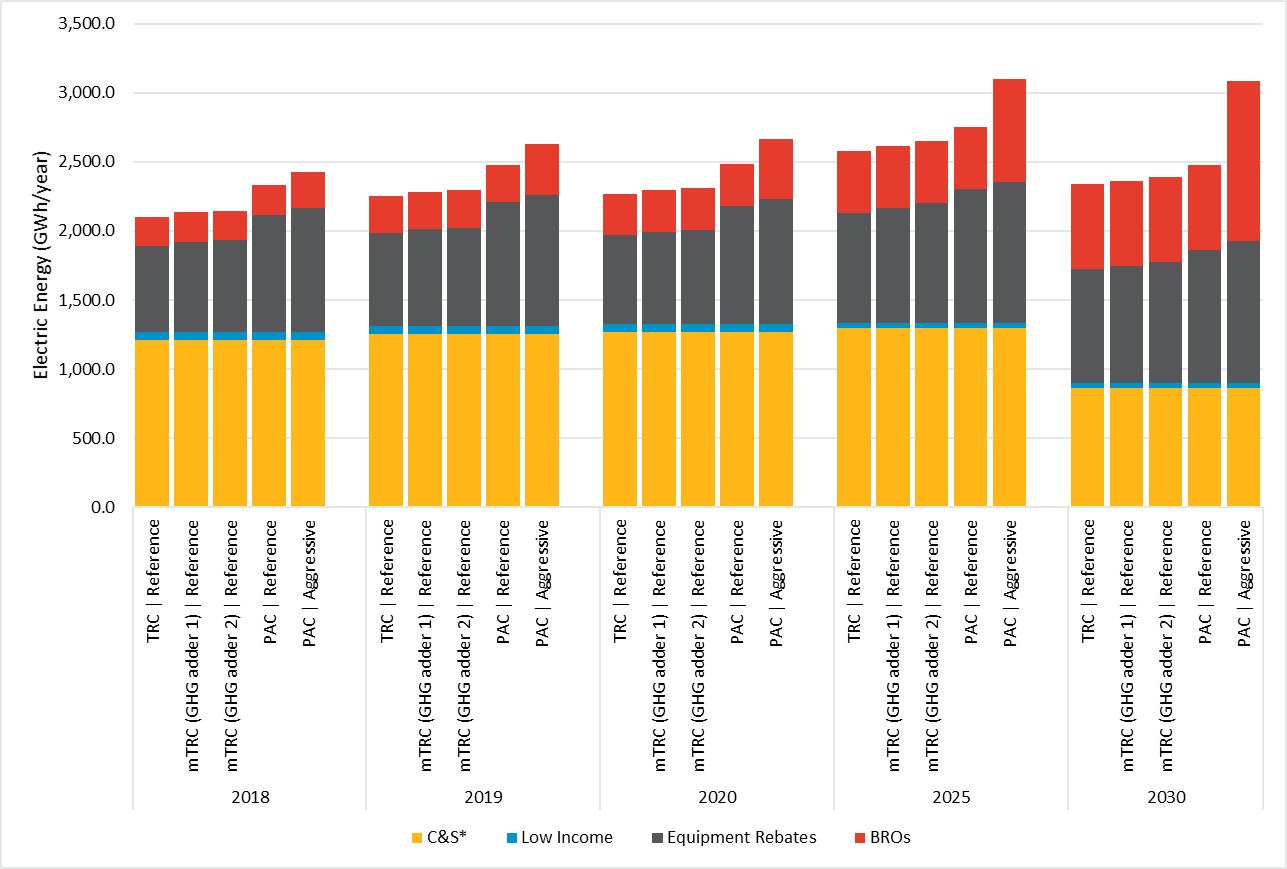 3,500.0
3,000.0
2,500.0
2,000.0
1,500.0
1,000.0
500.0
0.0
Electric Energy (GWh/year)
TRC | Reference
mTRC (GHG adder 1) | Reference
mTRC (GHG adder 2) | Reference
PAC | Reference
PAC | Aggressive
TRC | Reference
mTRC (GHG adder 1) | Reference
mTRC (GHG adder 2) | Reference
PAC | Reference
PAC | Aggressive
TRC | Reference
mTRC (GHG adder 1) | Reference
mTRC (GHG adder 2) | Reference
PAC | Reference
PAC | Aggressive
TRC | Reference
mTRC (GHG adder 1) | Reference
mTRC (GHG adder 2) | Reference
PAC | Reference
PAC | Aggressive
TRC | Reference
mTRC (GHG adder 1) | Reference
mTRC (GHG adder 2) | Reference
PAC | Reference
PAC | Aggressive
2018 2019 2020 2025 2030
C&S* Low Income Equipment Rebates BROs